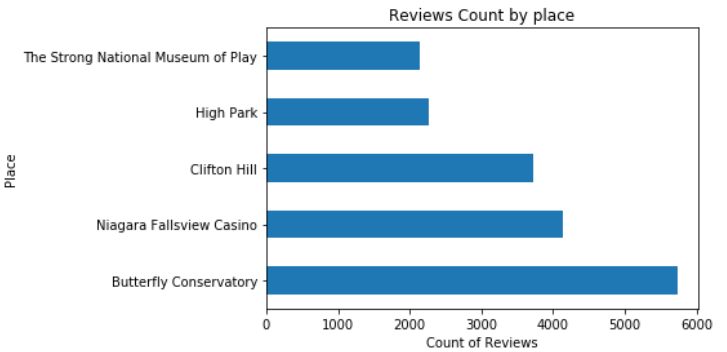 Reviews Count by place
The Strong National Museum of Play
High Park
Clifton Hill
Niagara Fallsview Casino
Butterfly Conservatory
Place
0 1000 2000 3000 4000 5000 6000
Count of Reviews